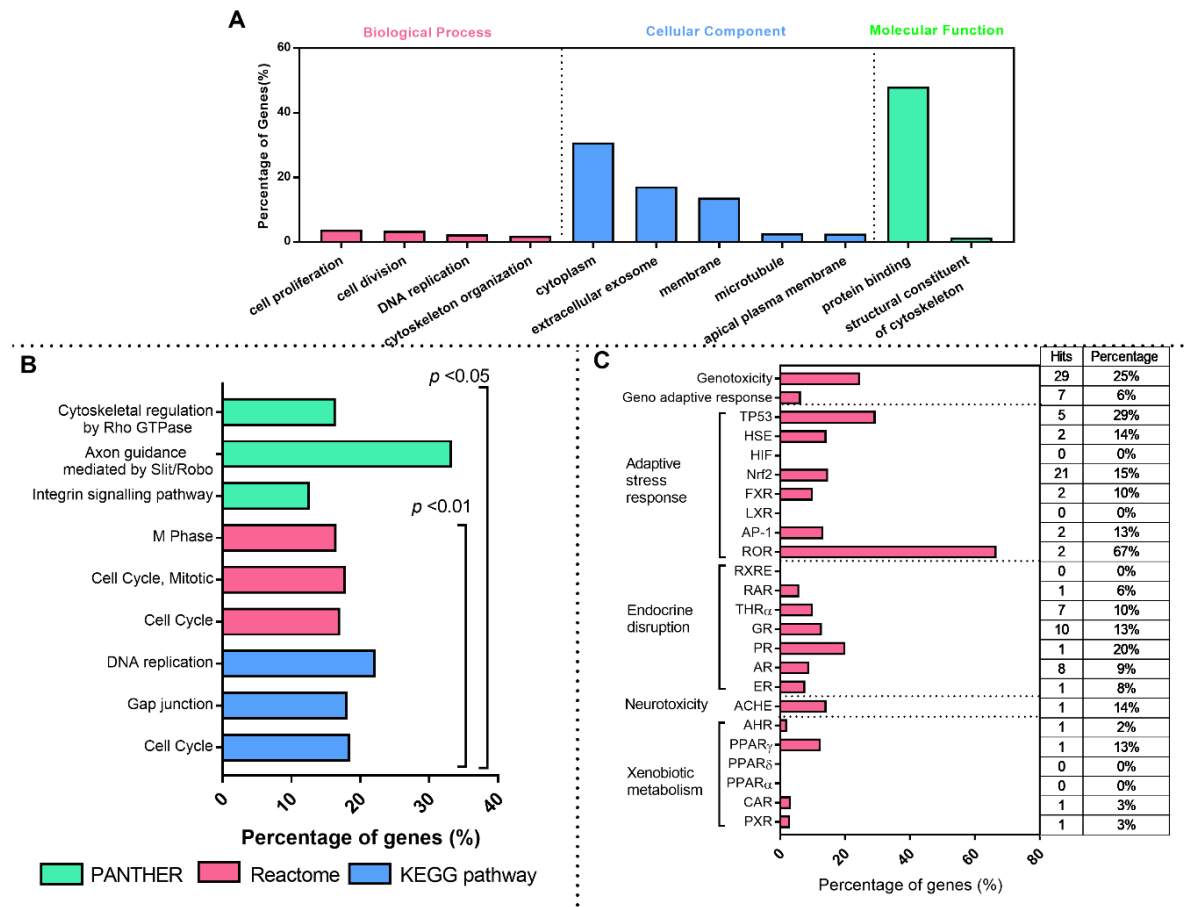 A
Biological Process
Cellular Component
Molecular Function
Percentage of Genes(%)
60
40
20
0
cell proliferation
cell division
DNA replication
cytoskeleton organization
cytoplasm
extracellular exosome
membrane
microtubule
apical plasma membrane
protein binding
structural constituent
of cytoskeleton
B
p <0.05
p <0.01
Cytoskeletal regulation
by Rho GTPase
Axon guidance
mediated by Slit/Robo
Integrin signalling pathway
M Phase
Cell Cycle, Mitotic
Cell Cycle
DNA replication
Gap junction
Cell Cycle
0 10 20 30 40
Percentage of genes (%)
PANTHER Reactome KEGG pathway
C
Hits Percentage
Genotoxicity 29 25%
Geno adaptive response 7 6%
Adaptive
stress
response
TP53 5 29%
HSE 2 14%
HIF 0 0%
Nrf2 21 15%
FXR 2 10%
LXR 0 0%
AP-1 2 13%
ROR 2 67%
Endocrine
disruption
RXRE 0 0%
RAR 1 6%
THRα 7 10%
GR 10 13%
PR 1 20%
AR 8 9%
ER 1 8%
Neurotoxicity
ACHE 1 14%
Xenobiotic
metabolism
AHR 1 2%
PPARγ 1 13%
PPARδ 0 0%
PPARα 0 0%
CAR 1 3%
PXR 1 3%
0 20 40 60 80
Percentage of genes (%)